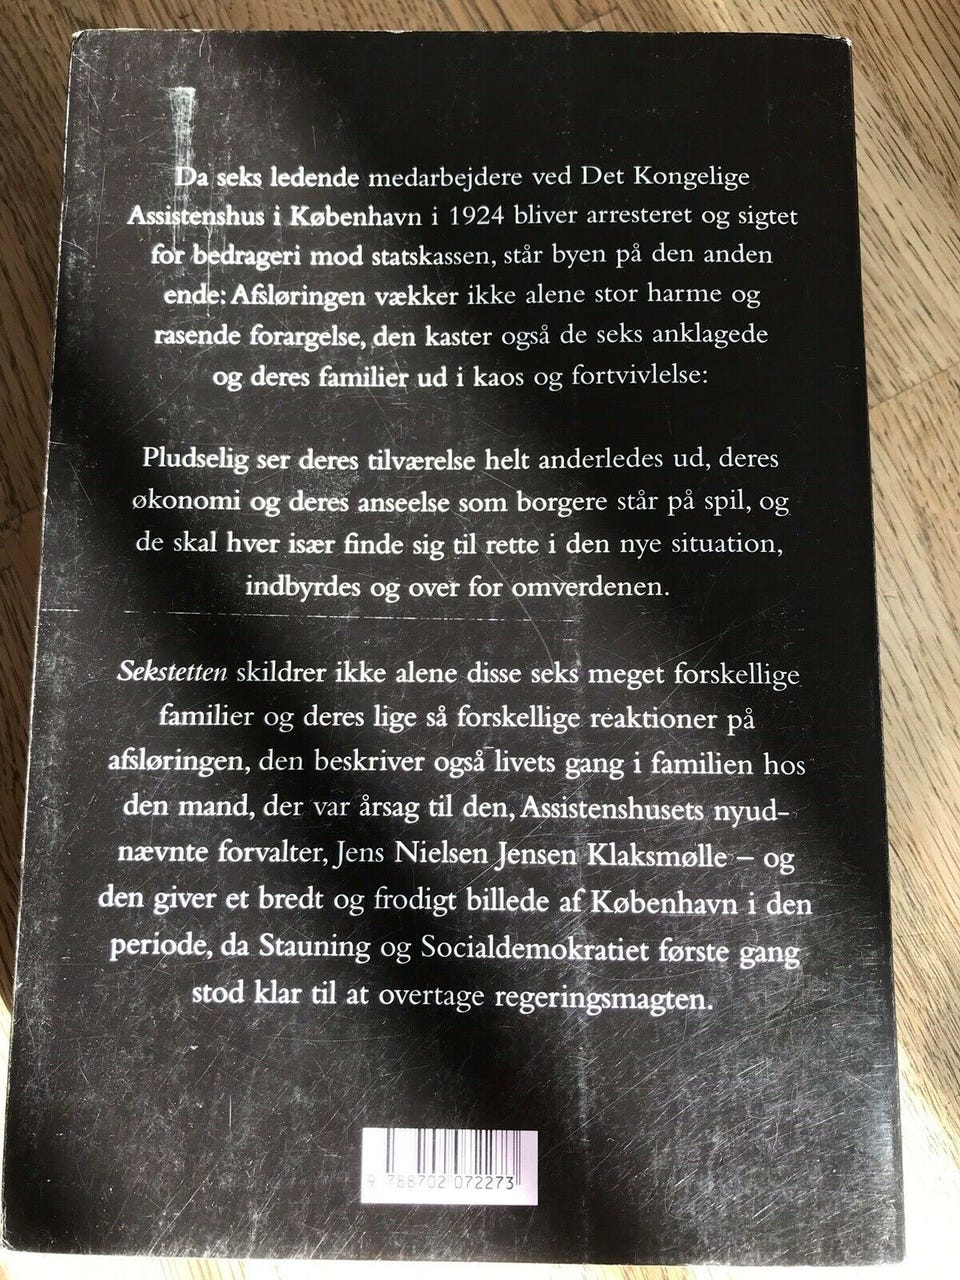 Da seks ledende medarbejdere ved Det Kongelige
Assistenshus i København i 1924 bliver arresteret og sigtet
for bedrageri mod statskassen, står byen på den anden
ende: Afsløringen vækker ikke alene stor harme og
rasende forargelse, den kaster også de seks anklagede
og deres familier ud i kaos og fortvivlelse:
Pludselig ser deres tilværelse helt anderledes ud, deres
økonomi og deres anseelse som borgere står på spil, og
de skal hver især finde sig til rette i den nye situation,
indbyrdes og over for omverdenen.
Sekstetten skildrer ikke alene disse seks meget forskellige
familier og deres lige så forskellige reaktioner på
afsløringen, den beskriver også livets gang i familien hos
den mand, der var årsag til den, Assistenshusets nyud-
nævnte forvalter, Jens Nielsen Jensen Klaksmølle – og
den giver et bredt og frodigt billede af København i den
periode, da Stauning og Socialdemokratiet første gang
stod klar til at overtage regeringsmagten.
9 788702 072273